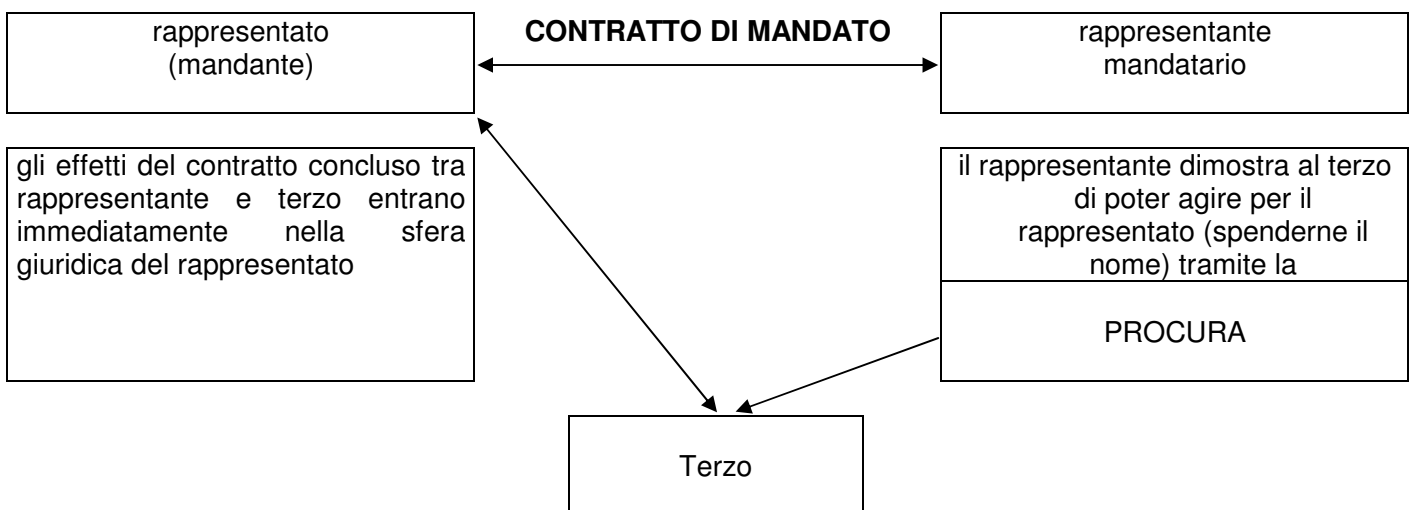 rappresentato
(mandante)
CONTRATTO DI MANDATO
rappresentante
mandatario
gli effetti del contratto concluso tra
rappresentante e terzo entrano
immediatamente nella sfera
giuridica del rappresentato
il rappresentante dimostra al terzo
di poter agire per il
rappresentato (spenderne il
nome) tramite la
PROCURA
Terzo